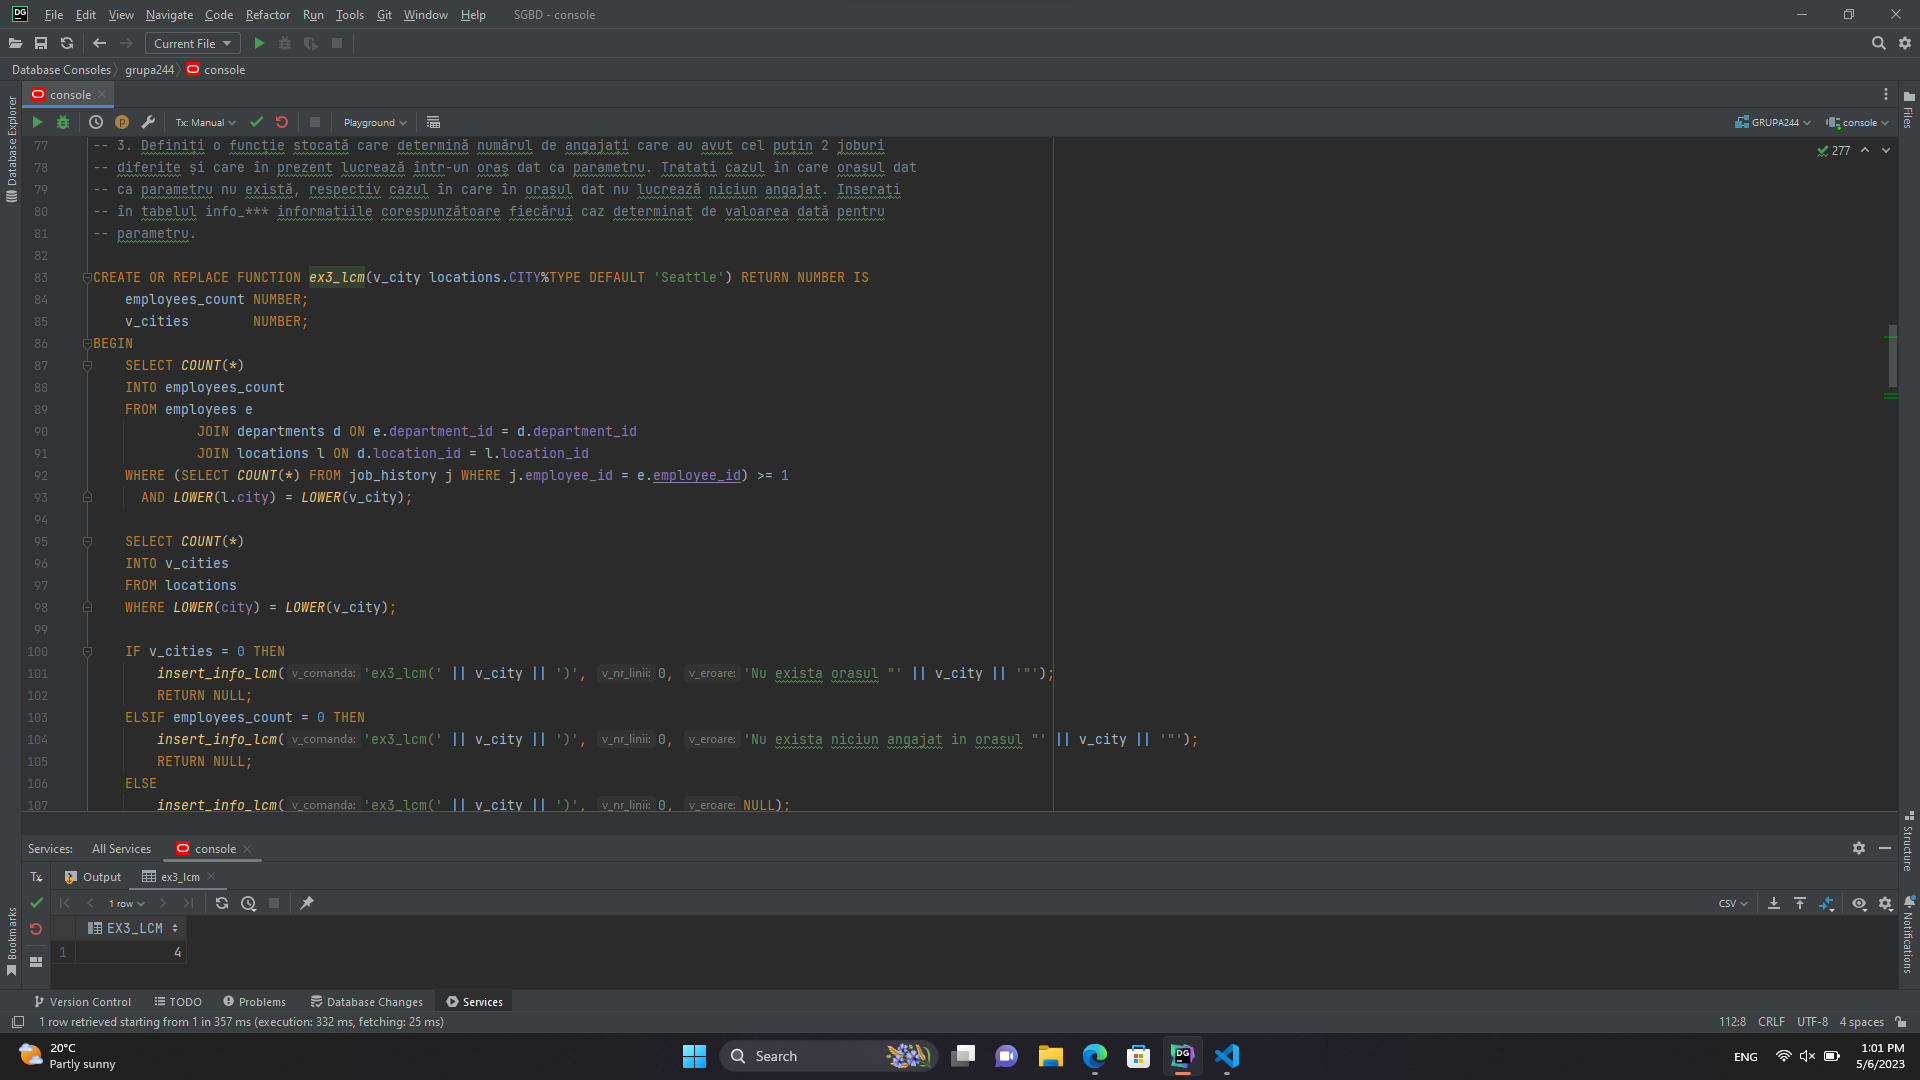 File Edit View Navigate Code Refactor Run Tools Git Window Help SGBD - console
Current File
Database Consoles grupa244 console
console
Tx: Manual Playground GRUPA244 console
Database Explorer
Files
277
77 -- 3. Definiți o funcție stocată care determină numărul de angajați care au avut cel puțin 2 joburi
78 -- diferite și care în prezent lucrează într-un oraș dat ca parametru. Tratați cazul în care orașul dat
79 -- ca parametru nu există, respectiv cazul în care în orașul dat nu lucrează niciun angajat. Inserați
80 -- în tabelul info_*** informațiile corespunzătoare fiecărui caz determinat de valoarea dată pentru
81 -- parametru.
82
83 CREATE OR REPLACE FUNCTION ex3_lcm(v_city locations.CITY%TYPE DEFAULT 'Seattle') RETURN NUMBER IS
84 employees_count NUMBER;
85 v_cities NUMBER;
86 BEGIN
87 SELECT COUNT(*)
88 INTO employees_count
89 FROM employees e
90 JOIN departments d ON e.department_id = d.department_id
91 JOIN locations l ON d.location_id = l.location_id
92 WHERE (SELECT COUNT(*) FROM job_history j WHERE j.employee_id = e.employee_id) >= 1
93 AND LOWER(l.city) = LOWER(v_city);
94
95 SELECT COUNT(*)
96 INTO v_cities
97 FROM locations
98 WHERE LOWER(city) = LOWER(v_city);
99
100 IF v_cities = 0 THEN
101 insert_info_lcm( v_comanda: 'ex3_lcm(' || v_city || ')', v_nr_linii: 0, v_eroare: 'Nu exista orasul "' || v_city || '"');
102 RETURN NULL;
103 ELSIF employees_count = 0 THEN
104 insert_info_lcm( v_comanda: 'ex3_lcm(' || v_city || ')', v_nr_linii: 0, v_eroare: 'Nu exista niciun angajat in orasul "' || v_city || '"');
105 RETURN NULL;
106 ELSE
107 insert_info_lcm( v_comanda: 'ex3_lcm(' || v_city || ')', v_nr_linii: 0, v_eroare: NULL);
Structure
Services: All Services console
Tx Output ex3_lcm
1 row CSV
EX3_LCM
1 4
Bookmarks
Notifications
Version Control TODO Problems Database Changes Services
1 row retrieved starting from 1 in 357 ms (execution: 332 ms, fetching: 25 ms) 112:8 CRLF UTF-8 4 spaces
20°C
Partly sunny
Search
ENG
1:01 PM
5/6/2023